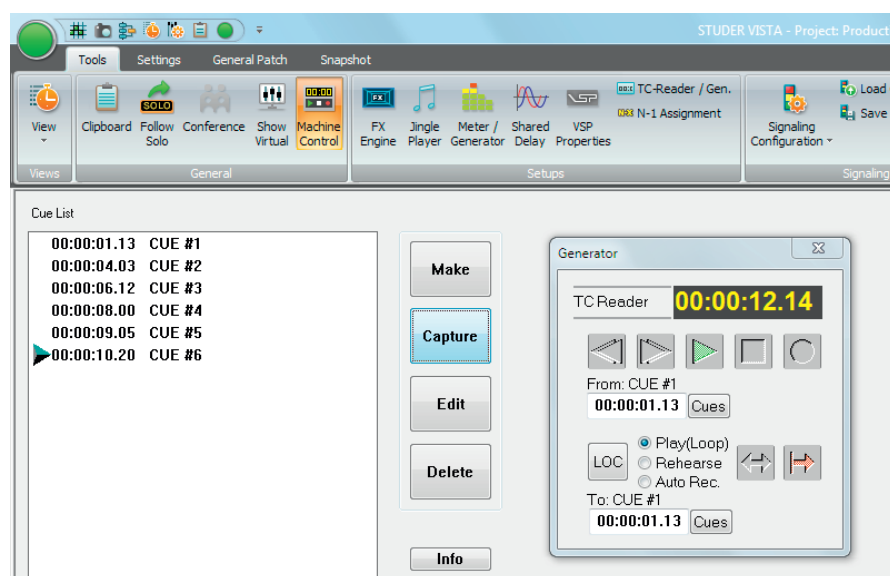 STUDER VISTA - Project: Product
Tools Settings General Patch Snapshot
View
Clipboard
Follow Solo
SOLO
Conference
Show Virtual
00:00
Machine Control
FX
FX Engine
Jingle Player
Meter / Generator
Shared Delay
VSP
VSP Properties
TC-Reader / Gen.
N-1 Assignment
Signaling Configuration
Load
Save
Views General Setups Signaling
Cue List
00:00:01.13 CUE #1
00:00:04.03 CUE #2
00:00:06.12 CUE #3
00:00:08.00 CUE #4
00:00:09.05 CUE #5
00:00:10.20 CUE #6
Make
Capture
Edit
Delete
Info
Generator
TC Reader 00:00:12.14
From: CUE #1
00:00:01.13 Cues
LOC
Play(Loop)
Rehearse
Auto Rec.
To: CUE #1
00:00:01.13 Cues